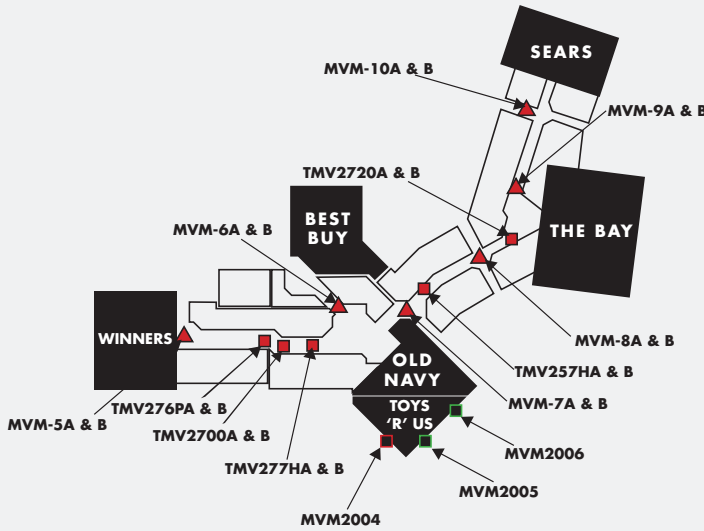 SEARS
MVM-10A & B
MVM-9A & B
TMV2720A & B
BEST
BUY
THE BAY
MVM-6A & B
WINNERS
MVM-8A & B
OLD
NAVY
TMV257HA & B
MVM-7A & B
TOYS
'R' US
TMV276PA & B
MVM-5A & B
TMV2700A & B
MVM2006
TMV277HA & B
MVM2005
MVM2004